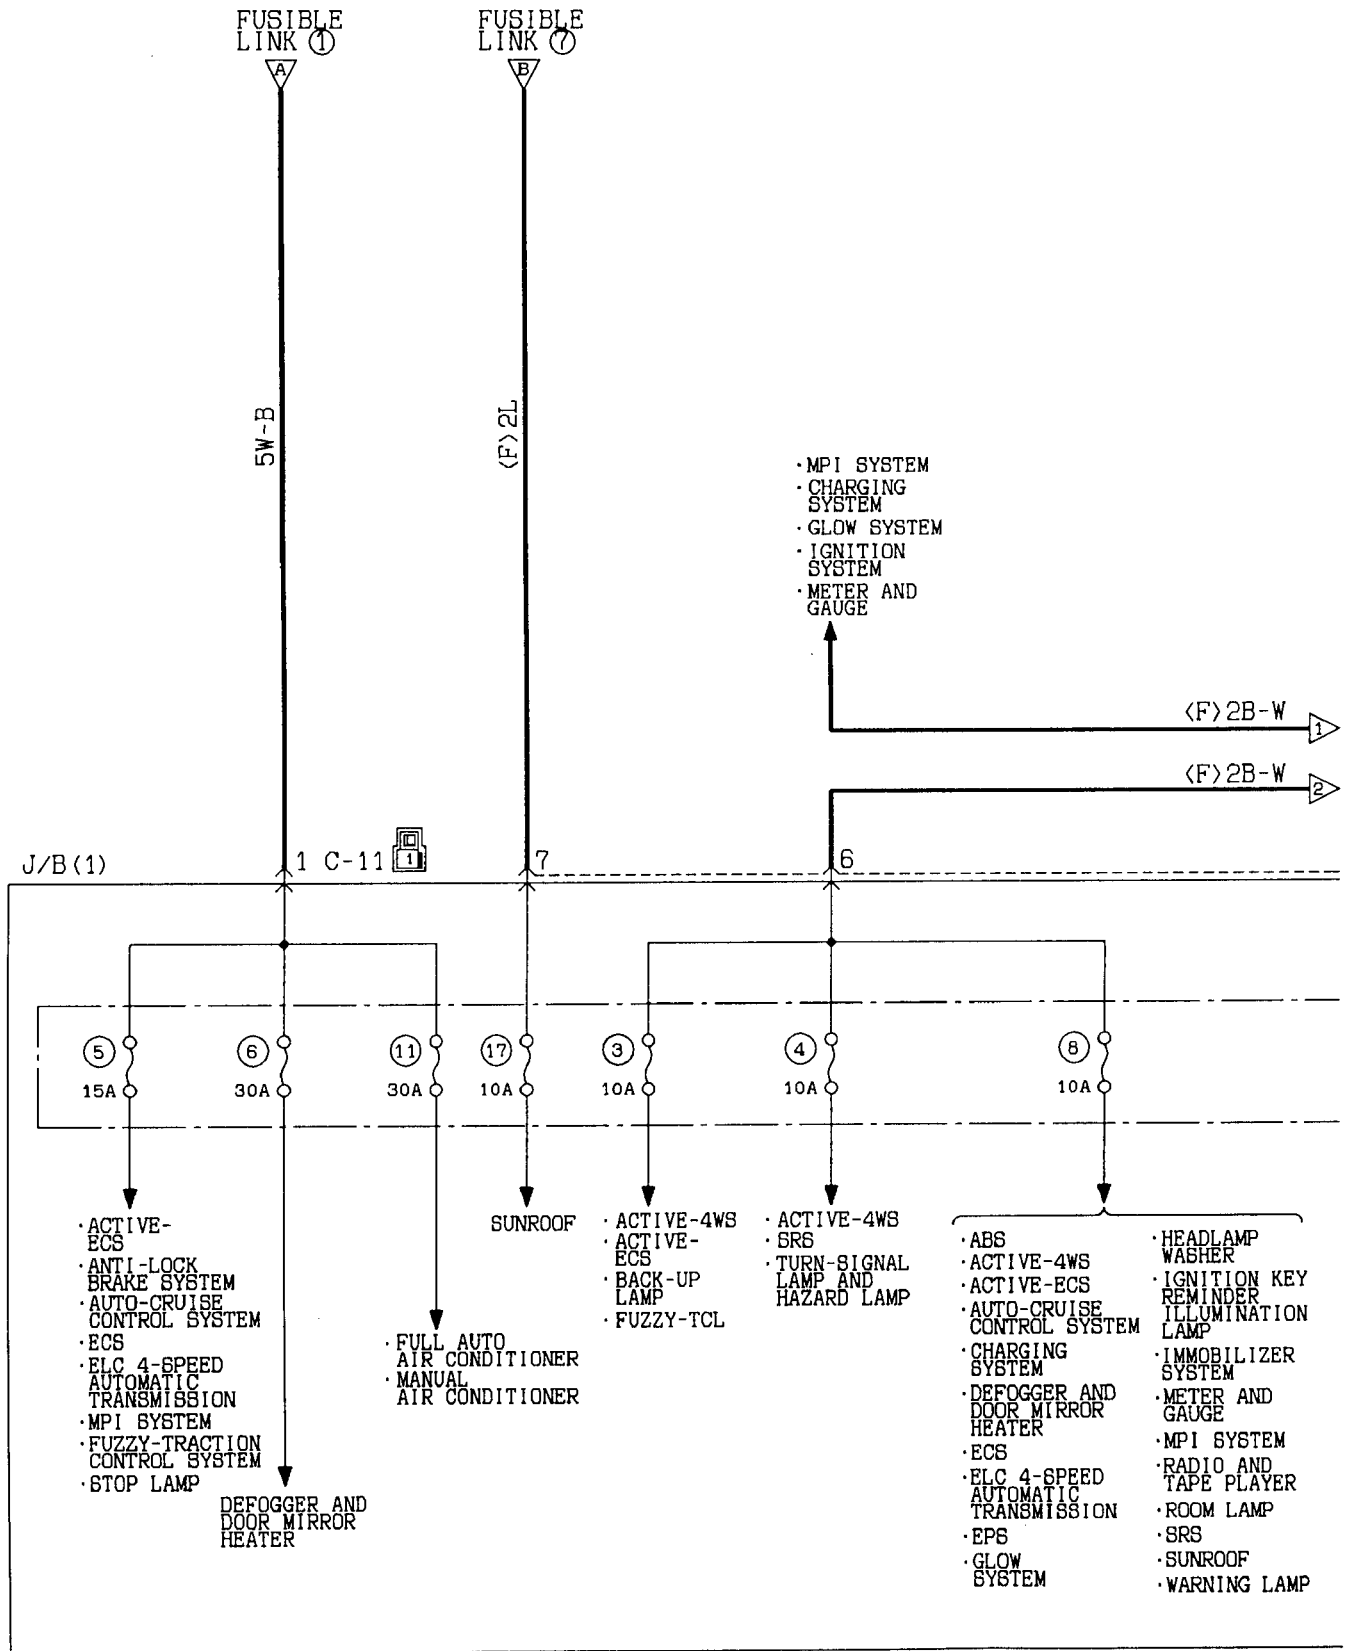 FUSIBLE
LINK ①
A
FUSIBLE
LINK ⑦
B
5W-B
⟨F⟩2L
·MPI SYSTEM
·CHARGING
SYSTEM
·GLOW SYSTEM
·IGNITION
SYSTEM
·METER AND
GAUGE
⟨F⟩2B-W
1
⟨F⟩2B-W
2
J/B(1)
1 C-11
1
7
6
⑤
15A
⑥
30A
⑪
30A
⑰
10A
③
10A
④
10A
⑧
10A
·ACTIVE-
ECS
·ANTI-LOCK
BRAKE SYSTEM
·AUTO-CRUISE
CONTROL SYSTEM
·ECS
·ELC 4-SPEED
AUTOMATIC
TRANSMISSION
·MPI SYSTEM
·FUZZY-TRACTION
CONTROL SYSTEM
·STOP LAMP
DEFOGGER AND
DOOR MIRROR
HEATER
·FULL AUTO
AIR CONDITIONER
·MANUAL
AIR CONDITIONER
SUNROOF
·ACTIVE-4WS
·ACTIVE-
ECS
·BACK-UP
LAMP
·FUZZY-TCL
·ACTIVE-4WS
·SRS
·TURN-SIGNAL
LAMP AND
HAZARD LAMP
·ABS
·ACTIVE-4WS
·ACTIVE-ECS
·AUTO-CRUISE
CONTROL SYSTEM
·CHARGING
SYSTEM
·DEFOGGER AND
DOOR MIRROR
HEATER
·ECS
·ELC 4-SPEED
AUTOMATIC
TRANSMISSION
·EPS
·GLOW
SYSTEM
·HEADLAMP
WASHER
·IGNITION KEY
REMINDER
ILLUMINATION
LAMP
·IMMOBILIZER
SYSTEM
·METER AND
GAUGE
·MPI SYSTEM
·RADIO AND
TAPE PLAYER
·ROOM LAMP
·SRS
·SUNROOF
·WARNING LAMP